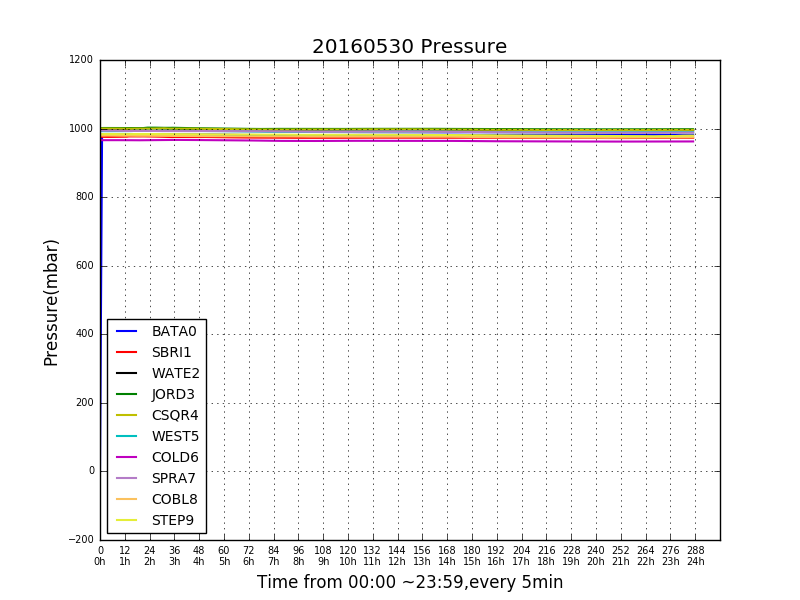 20160530 Pressure
1200
1000
800
600
400
200
0
−200
Pressure(mbar)
BATA0
SBRI1
WATE2
JORD3
CSQR4
WEST5
COLD6
SPRA7
COBL8
STEP9
0 12 24 36 48 60 72 84 96 108 120 132 144 156 168 180 192 204 216 228 240 252 264 276 288
0h 1h 2h 3h 4h 5h 6h 7h 8h 9h 10h 11h 12h 13h 14h 15h 16h 17h 18h 19h 20h 21h 22h 23h 24h
Time from 00:00 ~23:59,every 5min